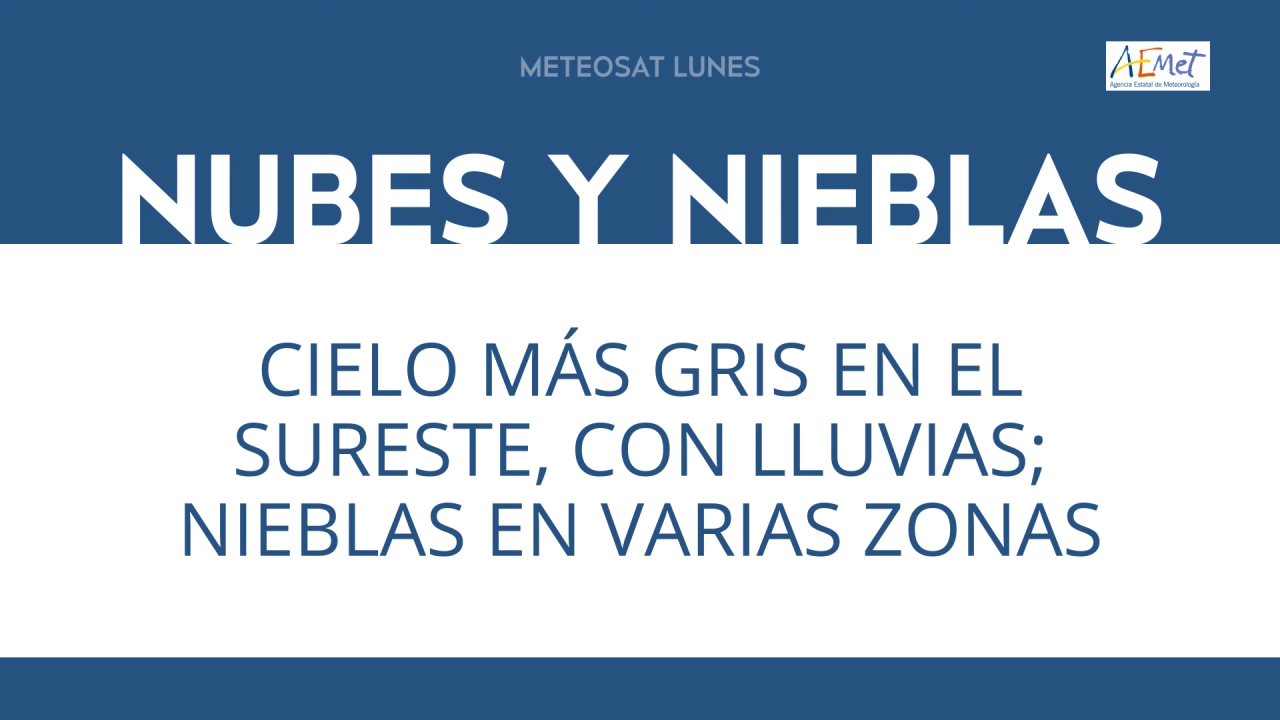 METEOSAT LUNES
AEMet
Agencia Estatal de Meteorología
NUBES Y NIEBLAS
CIELO MÁS GRIS EN EL
SURESTE, CON LLUVIAS;
NIEBLAS EN VARIAS ZONAS